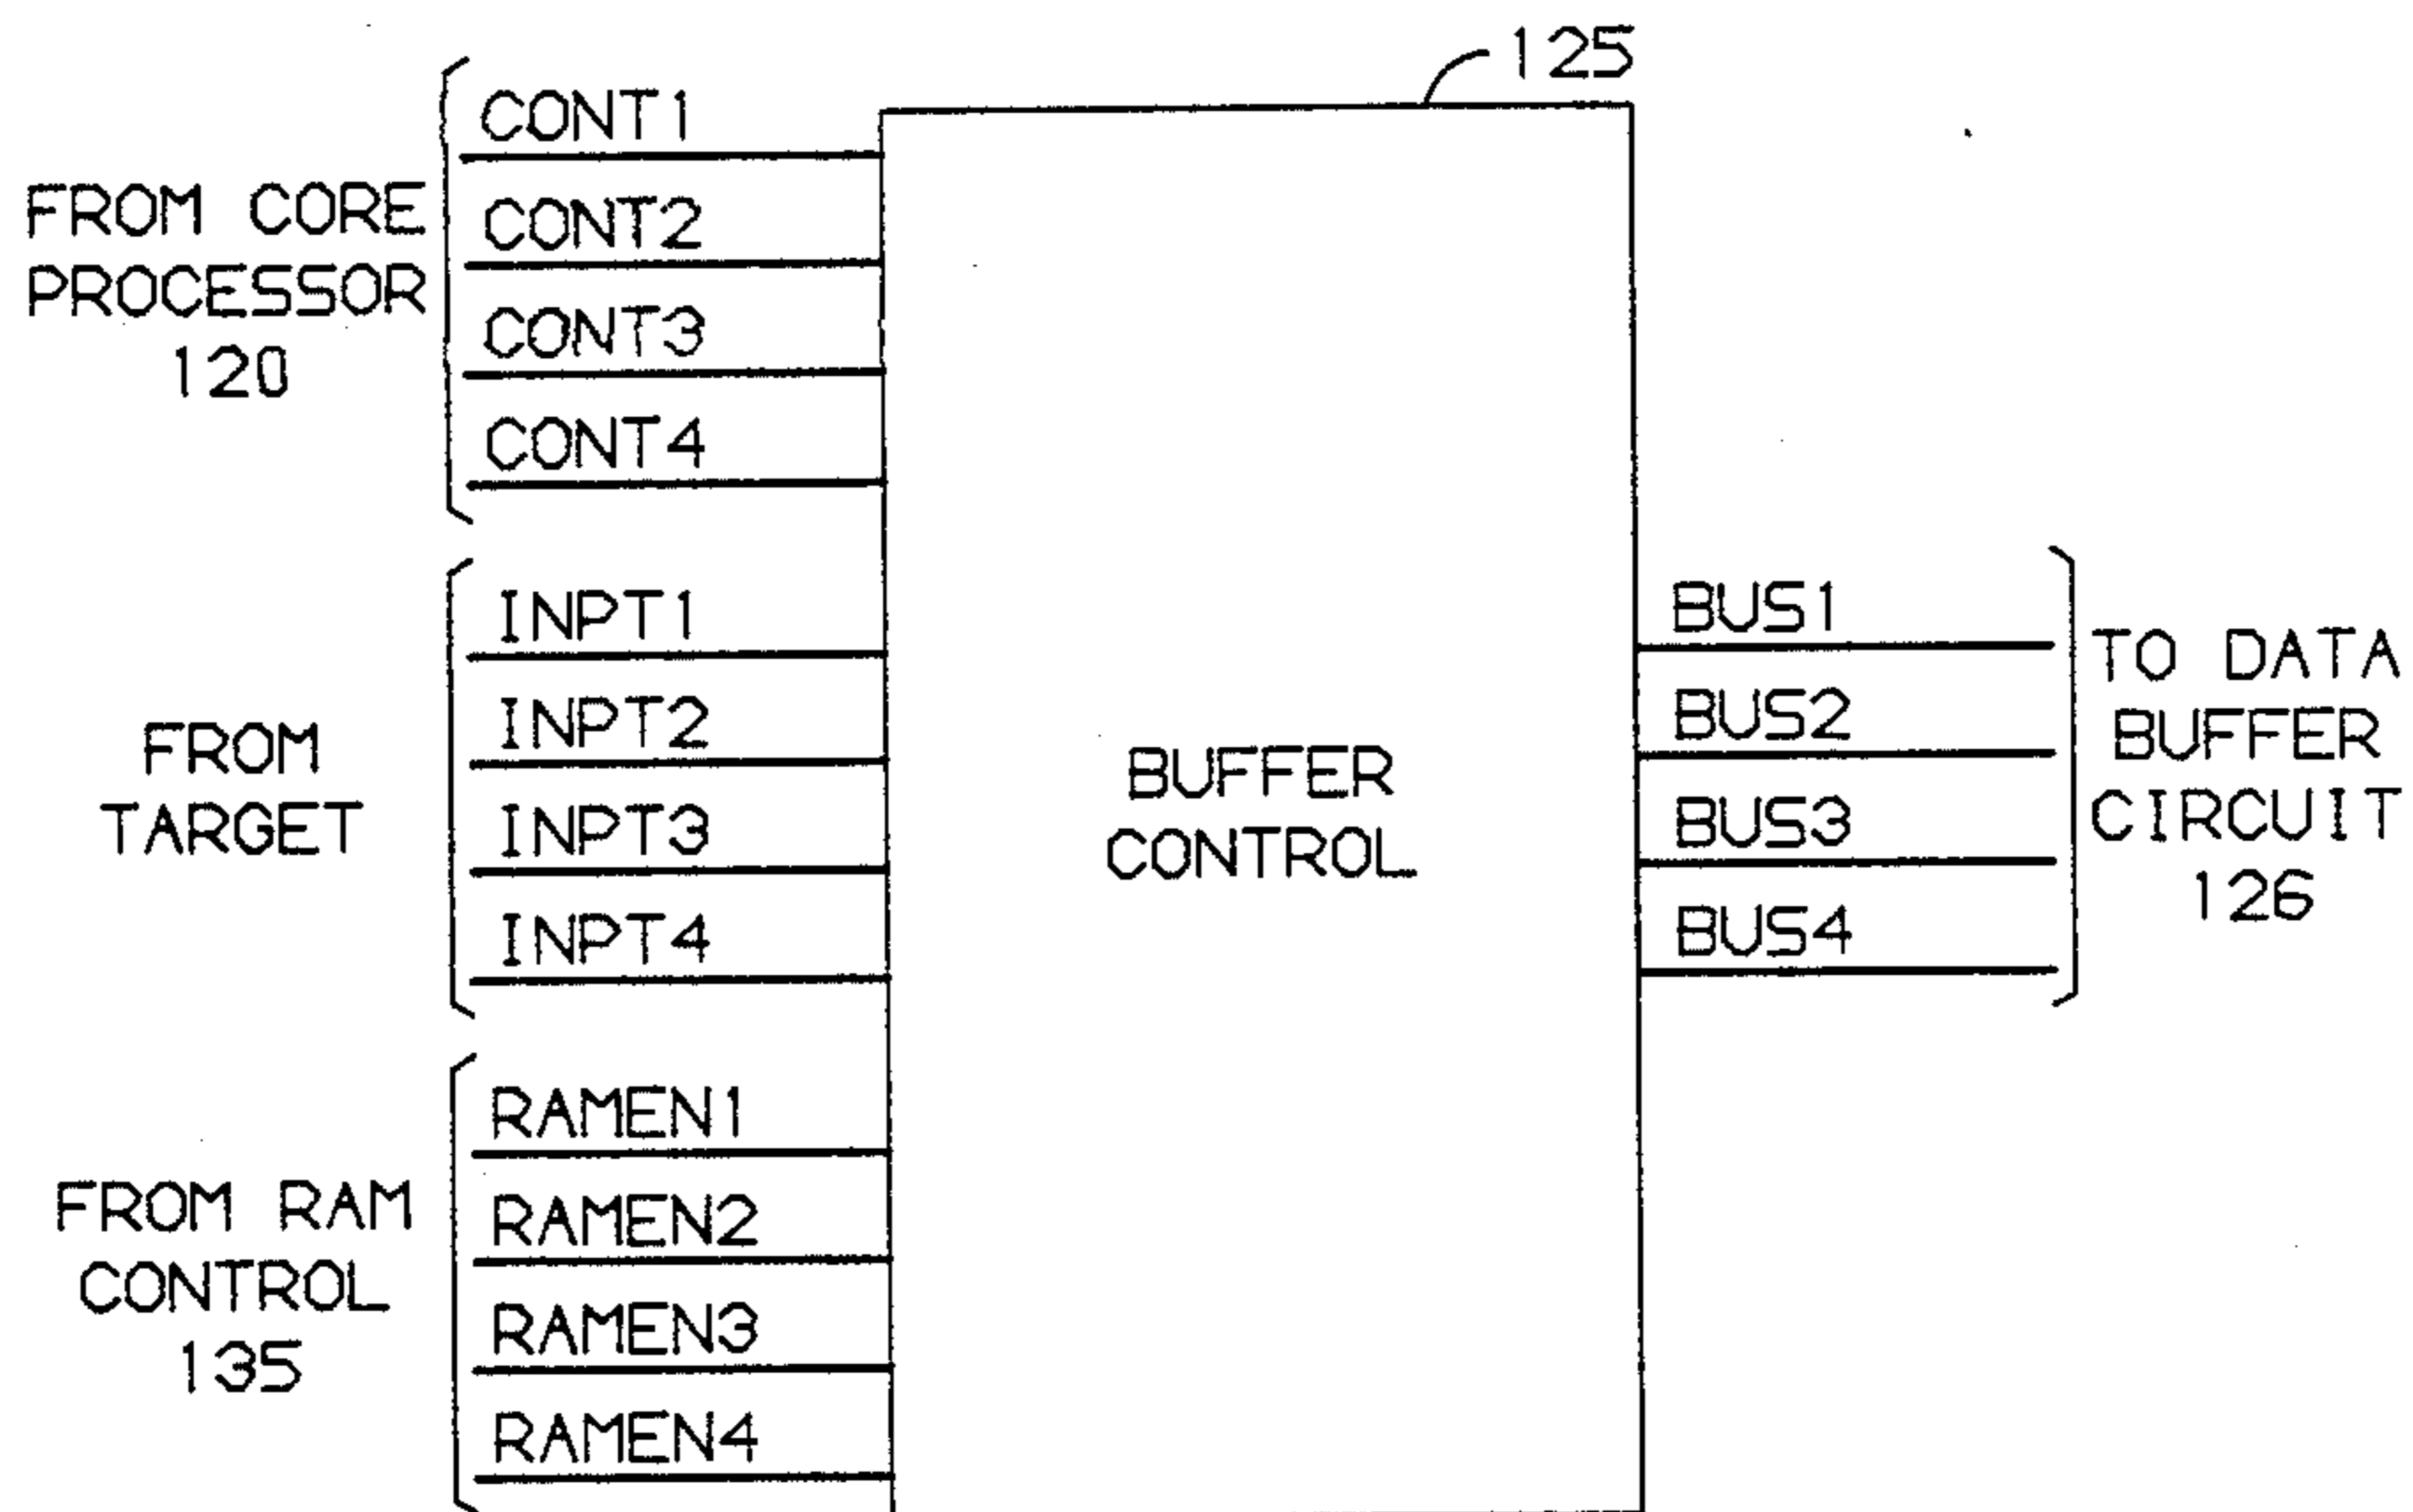 125
FROM CORE
PROCESSOR
120
CONT1
CONT2
CONT3
CONT4
FROM
TARGET
INPT1
INPT2
INPT3
INPT4
FROM RAM
CONTROL
135
RAMEN1
RAMEN2
RAMEN3
RAMEN4
BUFFER
CONTROL
BUS1
BUS2
BUS3
BUS4
TO DATA
BUFFER
CIRCUIT
126